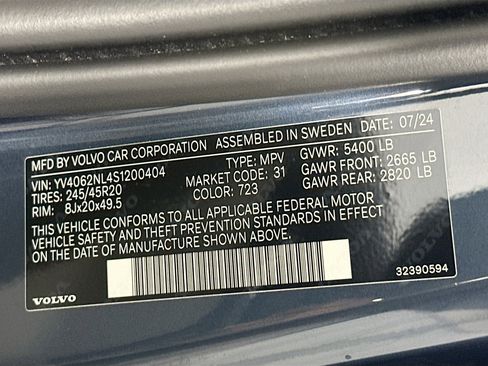 MFD BY VOLVO CAR CORPORATION ASSEMBLED IN SWEDEN DATE: 07/24
VIN: YV4062NL4S1200404 TYPE: MPV GVWR: 5400 LB
TIRES: 245/45R20 MARKET CODE: 31 GAWR FRONT: 2665 LB
RIM: 8Jx20x49.5 COLOR: 723 GAWR REAR: 2820 LB
THIS VEHICLE CONFORMS TO ALL APPLICABLE FEDERAL MOTOR
VEHICLE SAFETY AND THEFT PREVENTION STANDARDS IN EFFECT
ON THE DATE OF MANUFACTURE SHOWN ABOVE.
VOLVO 32390594